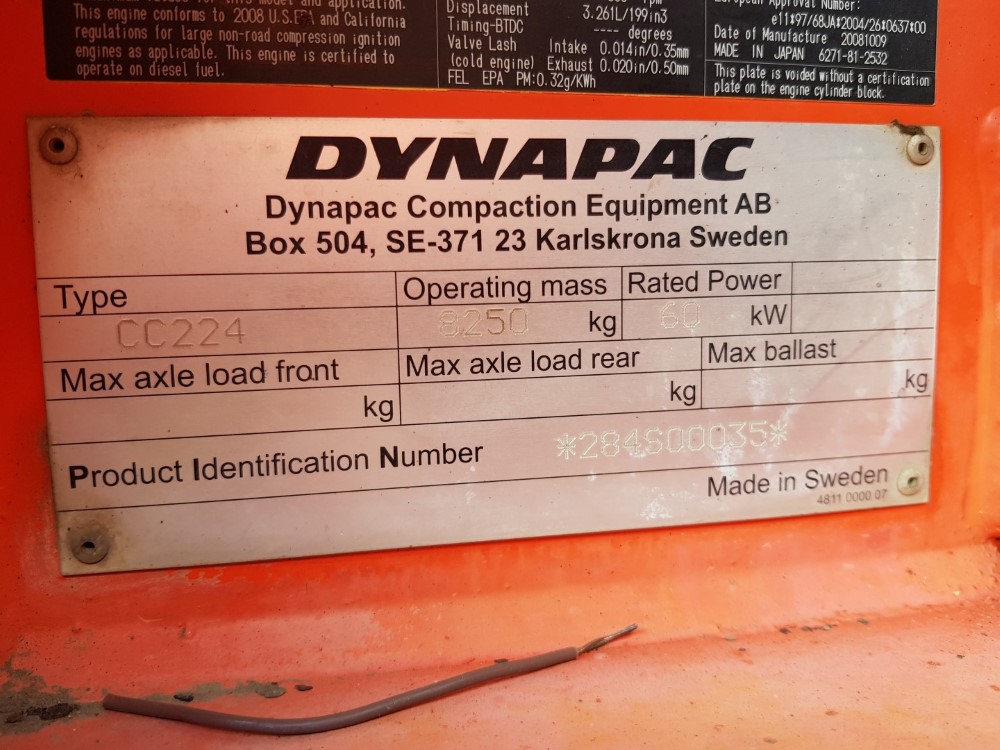 This engine conforms to 2008 U.S.EPA and California
regulations for large non-road compression ignition
engines as applicable. This engine is certified to
operate on diesel fuel.
Displacement 3.261L/199in3
Timing-BTDC ---- degrees
Valve Lash Intake 0.014in/0.35mm
(cold engine) Exhaust 0.020in/0.50mm
FEL EPA PM:0.32g/KWh
Approval Number:
e11*97/68JA*2004/26*0637*00
Date of Manufacture 20081009
MADE IN JAPAN 6271-81-2532
This plate is voided without a certification
plate on the engine cylinder block.
DYNAPAC
Dynapac Compaction Equipment AB
Box 504, SE-371 23 Karlskrona Sweden
Type Operating mass Rated Power
CC224 8250 kg 60 kW
Max axle load front Max axle load rear Max ballast
kg kg kg
Product Identification Number *284S00035*
Made in Sweden
4811 0000 07